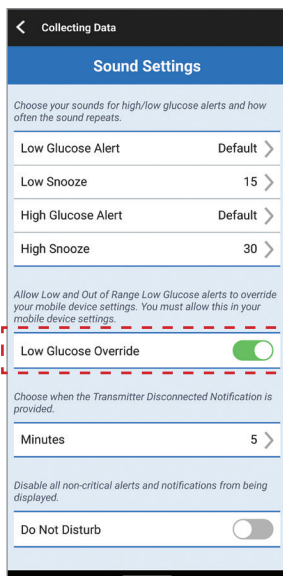 Collecting Data
Sound Settings
Choose your sounds for high/low glucose alerts and how
often the sound repeats.
Low Glucose Alert Default
Low Snooze 15
High Glucose Alert Default
High Snooze 30
Allow Low and Out of Range Low Glucose alerts to override
your mobile device settings. You must allow this in your
mobile device settings.
Low Glucose Override
Choose when the Transmitter Disconnected Notification is
provided.
Minutes 5
Disable all non-critical alerts and notifications from being
displayed.
Do Not Disturb